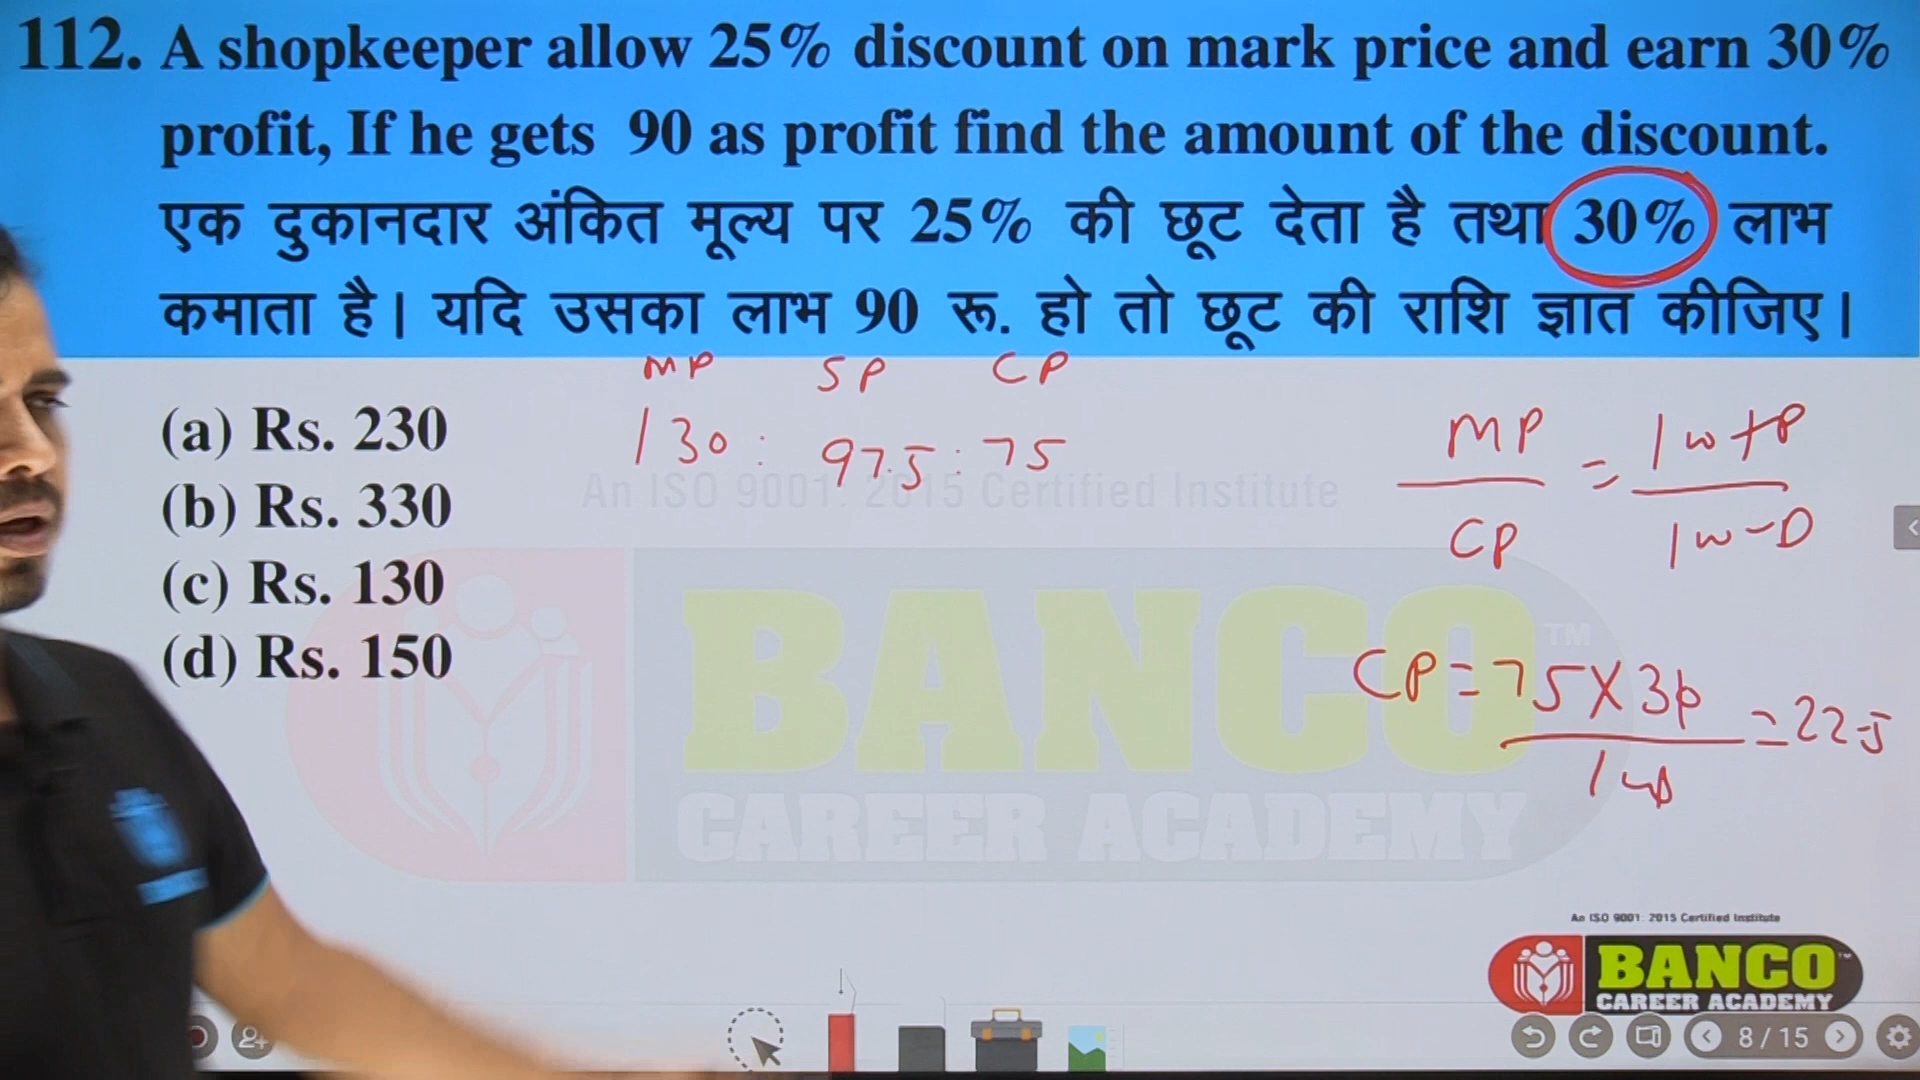 112. A shopkeeper allow 25% discount on mark price and earn 30%
profit, If he gets 90 as profit find the amount of the discount.
एक दुकानदार अंकित मूल्य पर 25% की छूट देता है तथा 30% लाभ
कमाता है। यदि उसका लाभ 90 रू. हो तो छूट की राशि ज्ञात कीजिए।
MP SP CP
130 : 97.5 : 75
(a) Rs. 230
(b) Rs. 330
(c) Rs. 130
(d) Rs. 150
MP/CP = 100+P/100-D
CP = 75 X 30/100 = 22.5
An ISO 9001: 2015 Certified Institute
BANCO TM
CAREER ACADEMY
An ISO 9001: 2015 Certified Institute
BANCO TM
CAREER ACADEMY
8 / 15